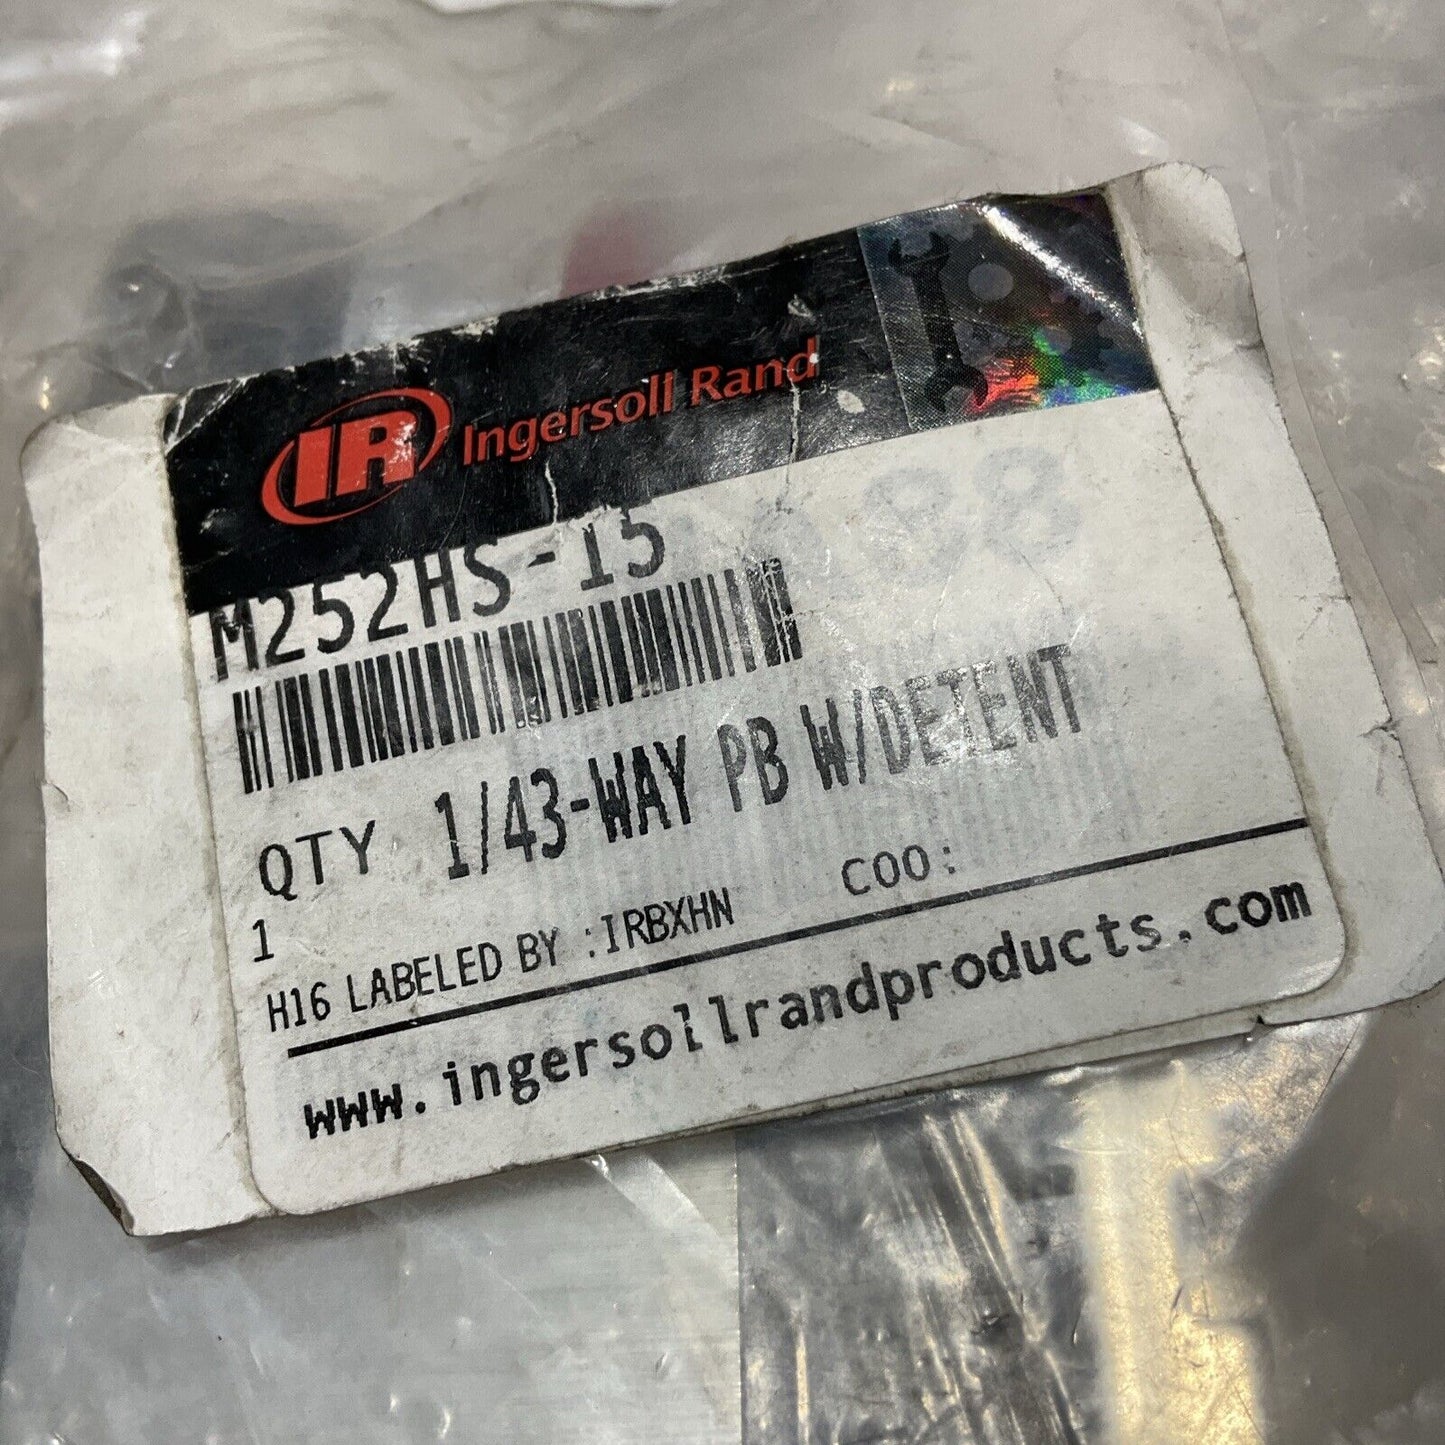 IR Ingersoll Rand
M252HS-15
QTY 1/43-WAY PB W/DETENT
1
H16 LABELED BY :IRBXHN COO:
www.ingersollrandproducts.com